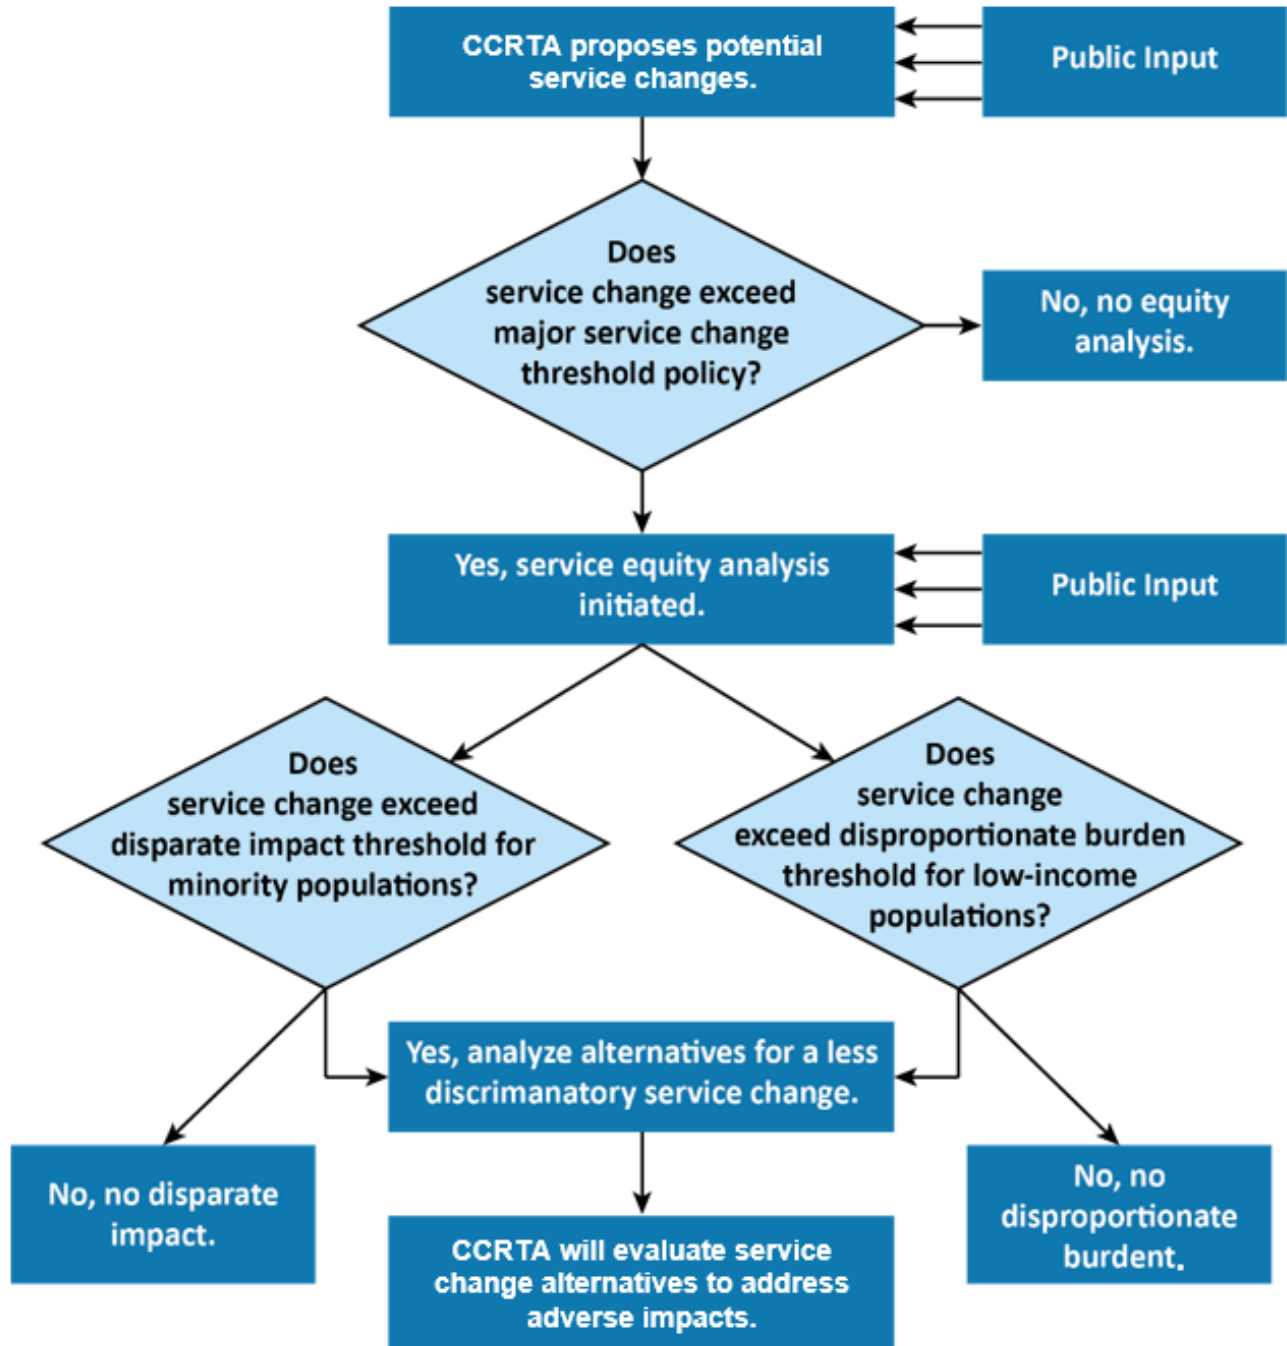 CCRTA proposes potential
service changes.
Public Input
Does
service change exceed
major service change
threshold policy?
No, no equity
analysis.
Yes, service equity analysis
initiated.
Public Input
Does
service change exceed
disparate impact threshold for
minority populations?
Does
service change
exceed disproportionate burden
threshold for low-income
populations?
Yes, analyze alternatives for a less
discrimanatory service change.
No, no disparate
impact.
No, no
disproportionate
burdent.
CCRTA will evaluate service
change alternatives to address
adverse impacts.